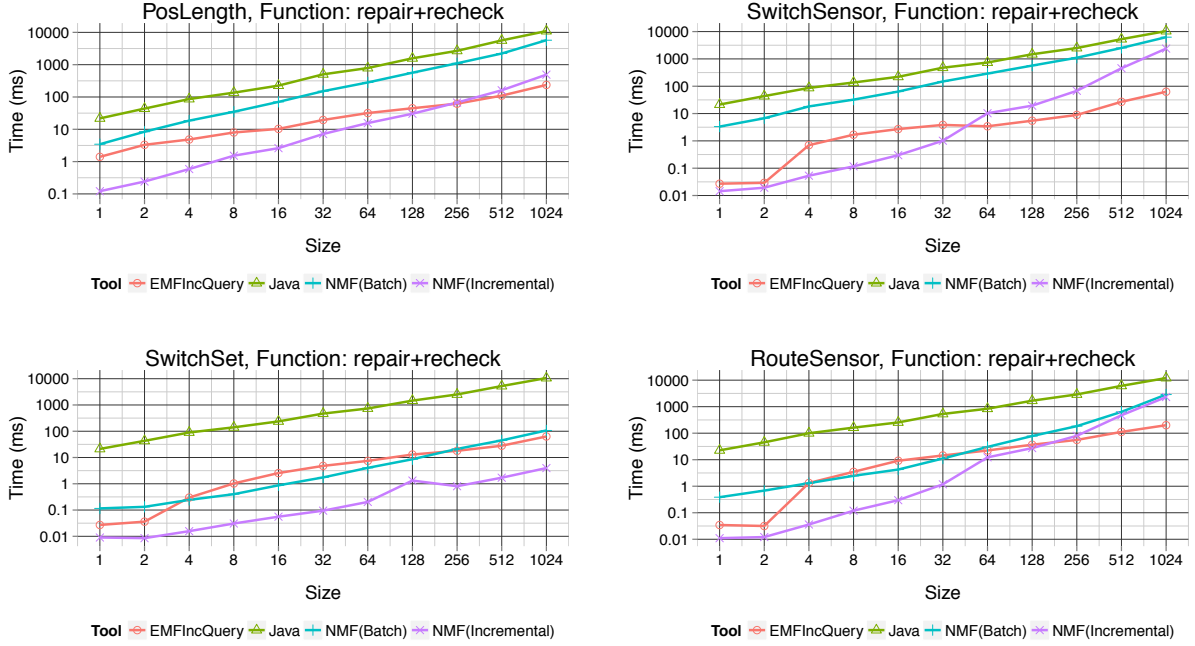 PosLength, Function: repair+recheck
10000
1000
100
10
1
0.1
Time (ms)
1 2 4 8 16 32 64 128 256 512 1024
Size
Tool EMFIncQuery Java NMF(Batch) NMF(Incremental)
SwitchSensor, Function: repair+recheck
10000
1000
100
10
1
0.1
0.01
Time (ms)
1 2 4 8 16 32 64 128 256 512 1024
Size
Tool EMFIncQuery Java NMF(Batch) NMF(Incremental)
SwitchSet, Function: repair+recheck
10000
1000
100
10
1
0.1
0.01
Time (ms)
1 2 4 8 16 32 64 128 256 512 1024
Size
Tool EMFIncQuery Java NMF(Batch) NMF(Incremental)
RouteSensor, Function: repair+recheck
10000
1000
100
10
1
0.1
0.01
Time (ms)
1 2 4 8 16 32 64 128 256 512 1024
Size
Tool EMFIncQuery Java NMF(Batch) NMF(Incremental)